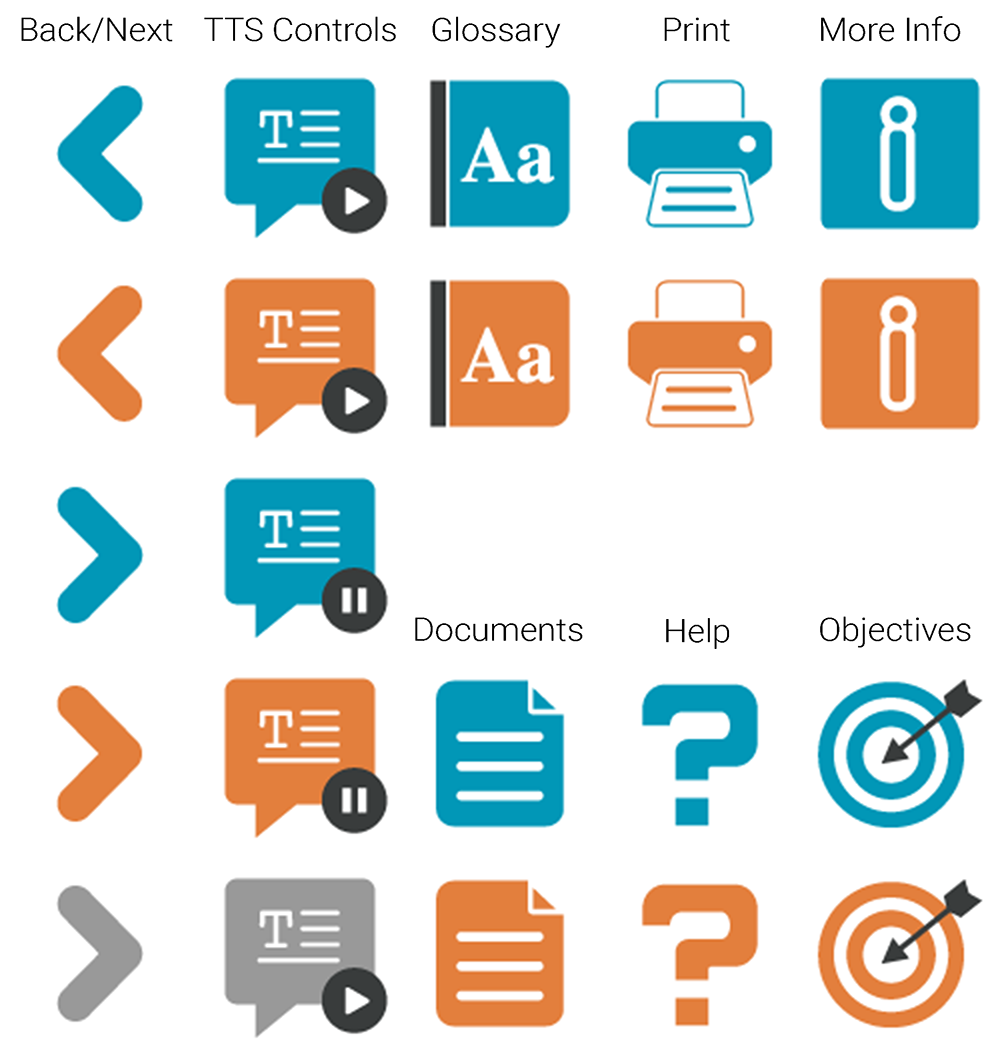 Back/Next TTS Controls Glossary Print More Info
T T
Aa
i
T
Aa
i
T
Documents Help Objectives
T
?
T
?